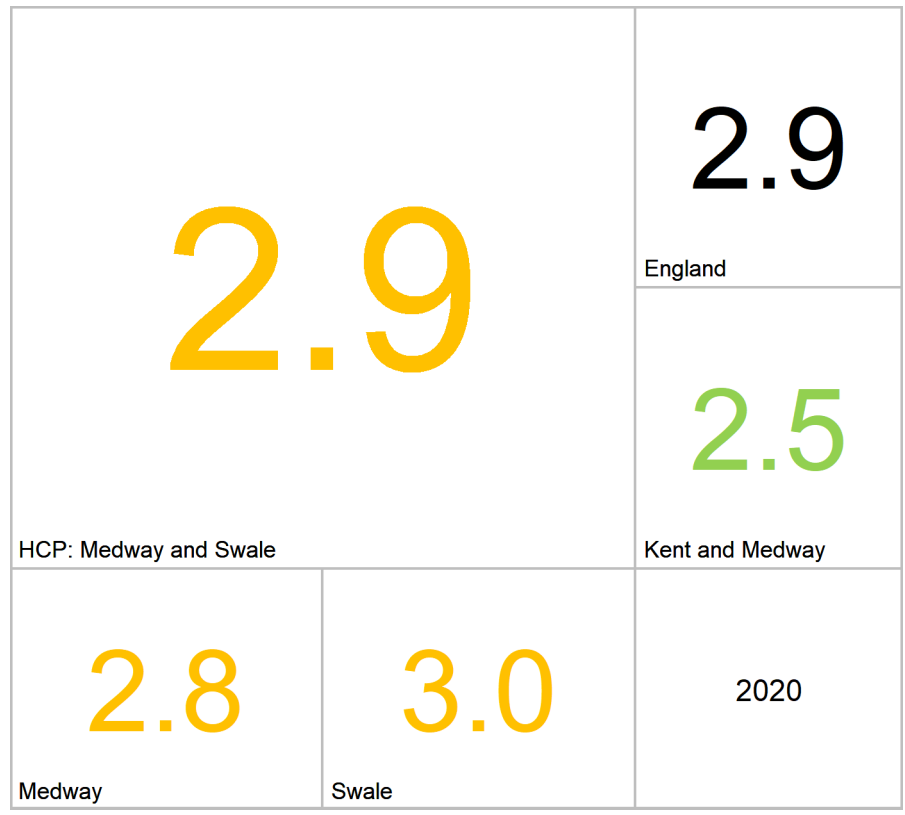 2.9
HCP: Medway and Swale
2.9
England
2.5
Kent and Medway
2.8
Medway
3.0
Swale
2020